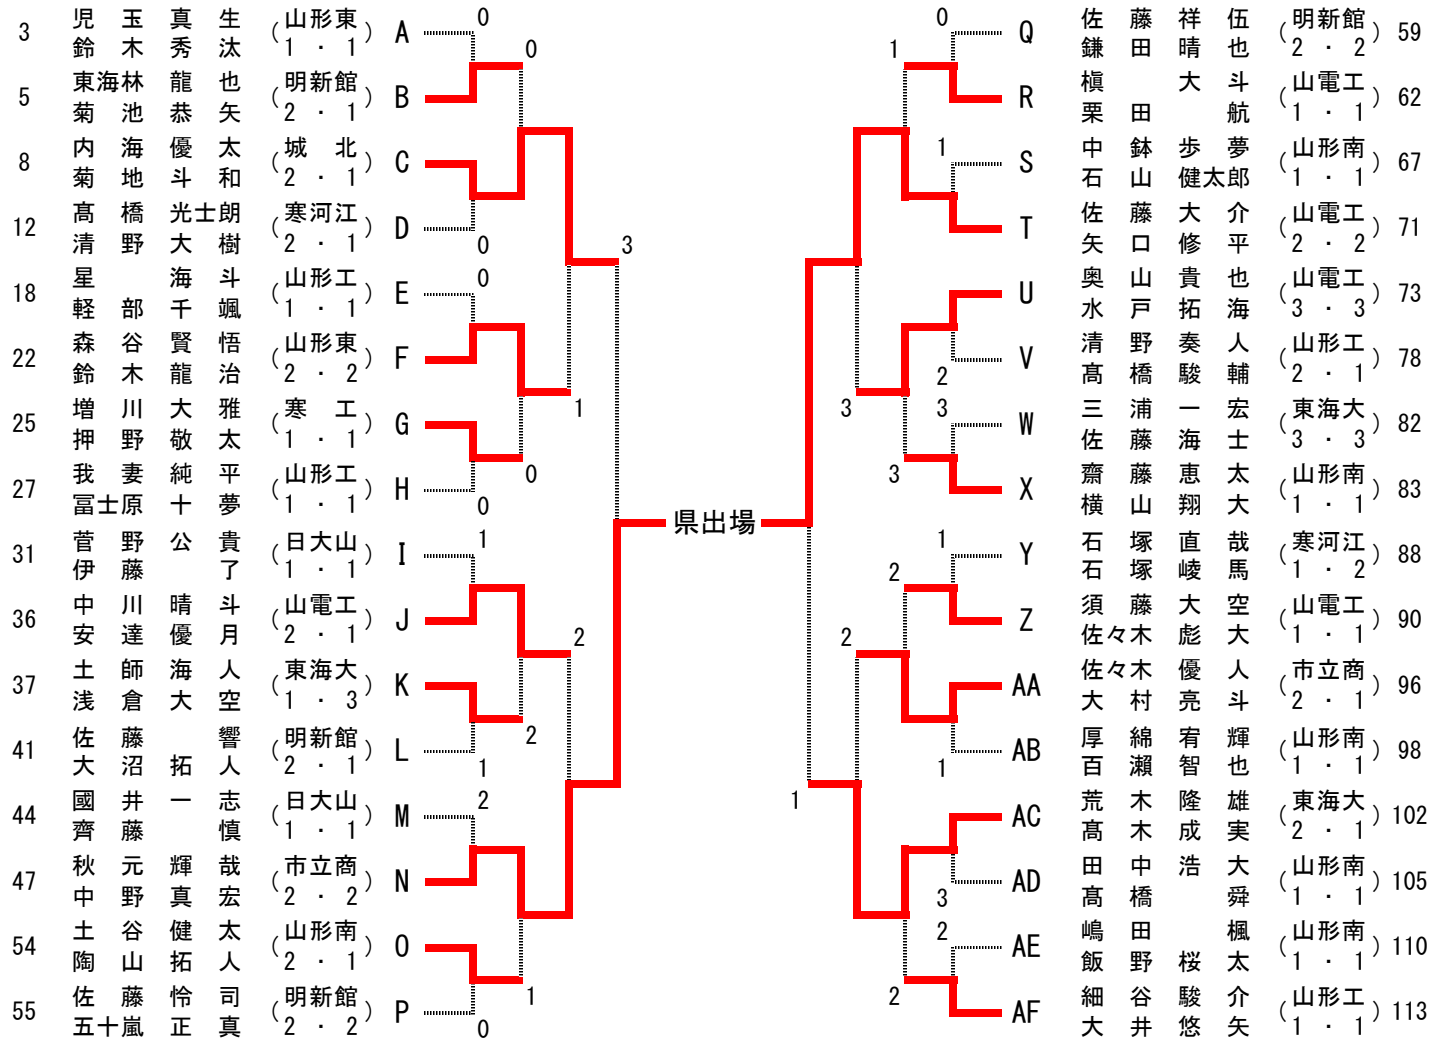 3 児玉真生 (山形東 A 0
鈴木秀汰 1・1)
0
5 東海林龍也 (明新館 B
菊池恭矢 2・1)
8 内海優太 (城北 C
菊地斗和 2・1)
12 髙橋光士朗 (寒河江 D
清野大樹 2・1) 0
3
18 星海斗 (山形工 E 0
軽部千颯 1・1)
22 森谷賢悟 (山形東 F
鈴木龍治 2・2)
1
25 増川大雅 (寒工 G
押野敬太 1・1)
0
27 我妻純平 (山形工 H
冨士原十夢 1・1) 0
31 菅野公貴 (日大山 I 1
伊藤了 1・1)
36 中川晴斗 (山電工 J
安達優月 2・1)
2
37 土師海人 (東海大 K
浅倉大空 1・3)
2
41 佐藤響 (明新館 L
大沼拓人 2・1) 1
44 國井一志 (日大山 M 2
齊藤慎 1・1)
47 秋元輝哉 (市立商 N
中野真宏 2・2)
54 土谷健太 (山形南 O
陶山拓人 2・1)
1
55 佐藤怜司 (明新館 P
五十嵐正真 2・2) 0
県出場
0 Q 佐藤祥伍 (明新館 59
鎌田晴也 2・2)
1
R 槇大斗 (山電工 62
栗田航 1・1)
1 S 中鉢歩夢 (山形南 67
石山健太郎 1・1)
T 佐藤大介 (山電工 71
矢口修平 2・2)
U 奥山貴也 (山電工 73
水戸拓海 3・3)
V 清野奏人 (山形工 78
2 髙橋駿輔 2・1)
3
3 W 三浦一宏 (東海大 82
佐藤海士 3・3)
3
X 齋藤恵太 (山形南 83
横山翔大 1・1)
1 Y 石塚直哉 (寒河江 88
石塚崚馬 1・2)
2
Z 須藤大空 (山電工 90
佐々木彪大 1・1)
2
AA 佐々木優人 (市立商 96
大村亮斗 2・1)
AB 厚綿宥輝 (山形南 98
1 百瀬智也 1・1)
1
AC 荒木隆雄 (東海大 102
髙木成実 2・1)
AD 田中浩大 (山形南 105
3 髙橋舜 1・1)
2 AE 嶋田楓 (山形南 110
飯野桜太 1・1)
2
AF 細谷駿介 (山形工 113
大井悠矢 1・1)